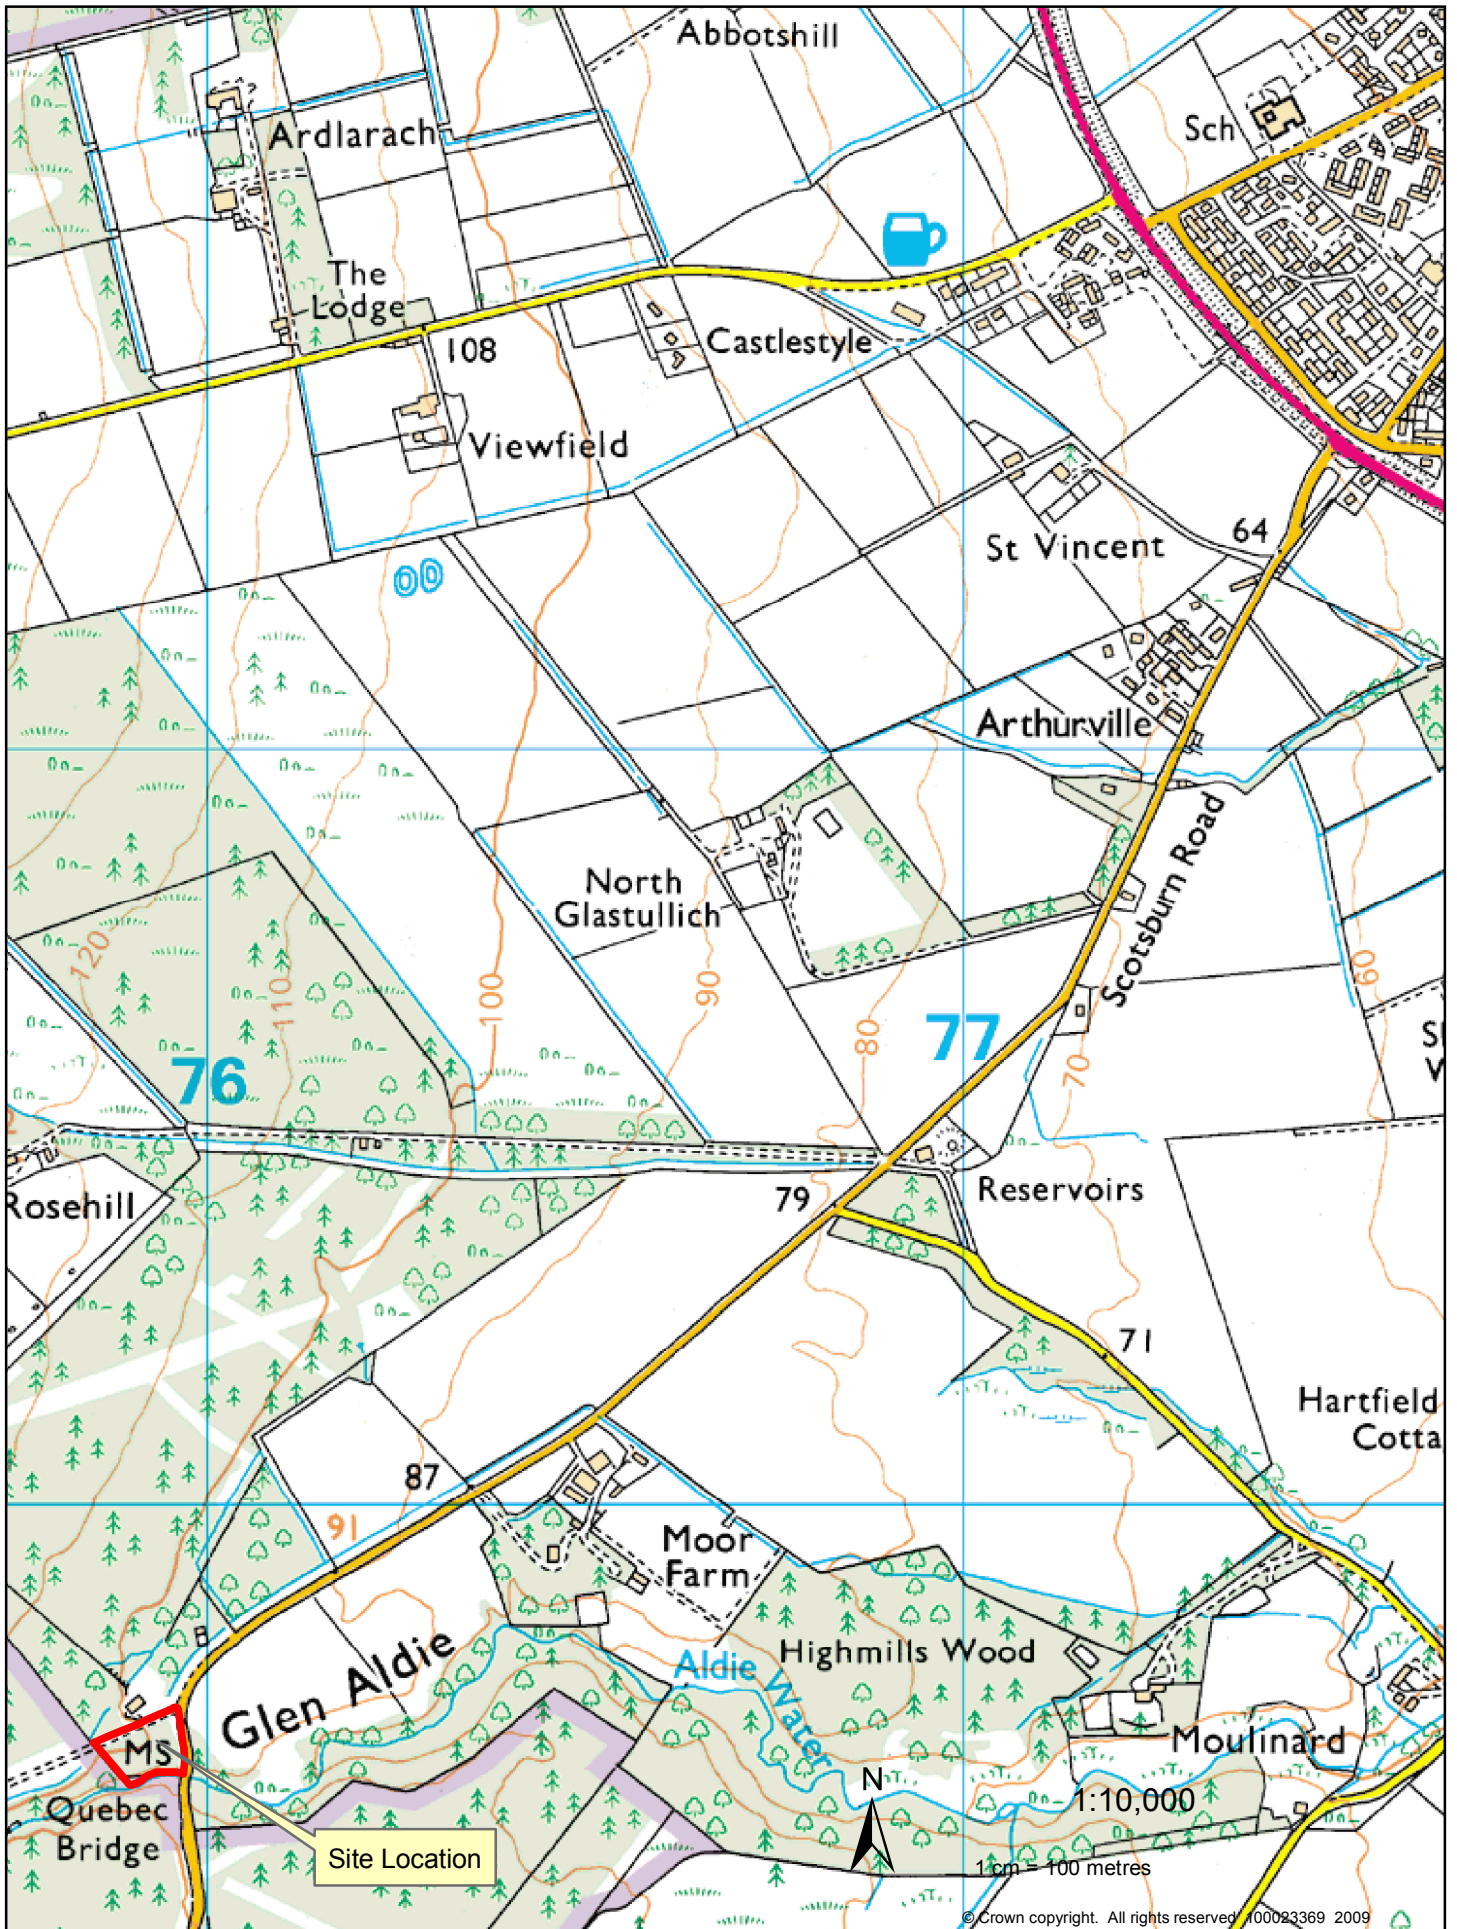 Abbotshill
Sch
Ardlarach
The
Lodge
108
Castlestyle
Viewfield
00
St Vincent
64
Arthurville
North
Glastullich
Scotsburn Road
120
110
100
90
80
77
70
60
76
Rosehill
79
Reservoirs
71
Hartfield
Cotta
87
91
Moor
Farm
Glen Aldie
Aldie Water
Highmills Wood
MS
Moulinard
N
1:10,000
Quebec
Bridge
Site Location
1 cm = 100 metres
© Crown copyright. All rights reserved 100023369 2009